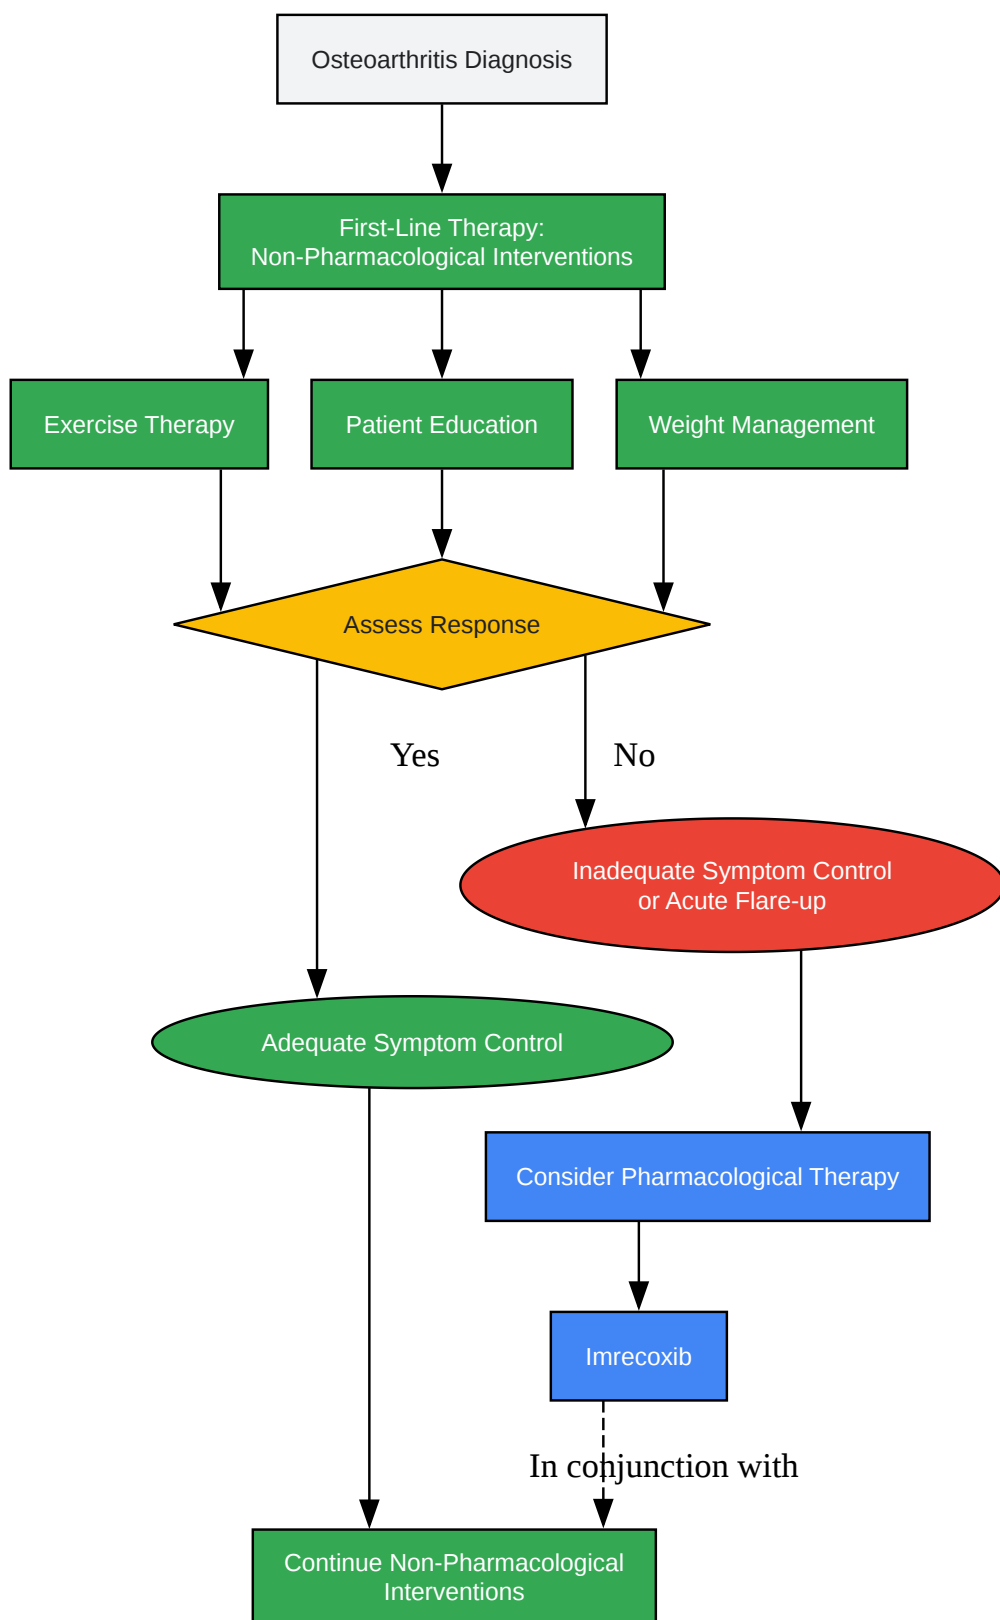 Osteoarthritis Diagnosis
First-Line Therapy:
Non-Pharmacological Interventions
Exercise Therapy
Patient Education
Weight Management
Assess Response
Yes
No
Inadequate Symptom Control
or Acute Flare-up
Adequate Symptom Control
Consider Pharmacological Therapy
Imrecoxib
In conjunction with
Continue Non-Pharmacological
Interventions